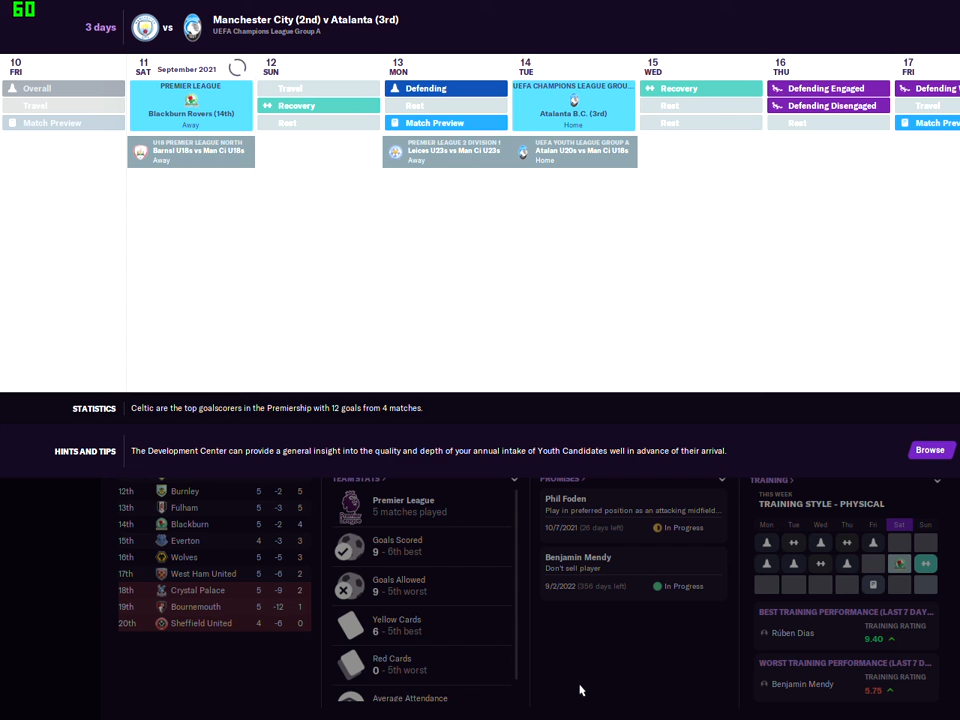 60
3 days
vs
Manchester City (2nd) v Atalanta (3rd)
UEFA Champions League Group A
10
FRI
11
SAT
September 2021
12
SUN
13
MON
14
TUE
15
WED
16
THU
17
FRI
Overall
Travel
Match Preview
PREMIER LEAGUE
Blackburn Rovers (14th)
Away
Travel
Recovery
Rest
Defending
Rest
Match Preview
UEFA CHAMPIONS LEAGUE GROU...
Atalanta B.C. (3rd)
Home
Recovery
Rest
Rest
Defending Engaged
Defending Disengaged
Rest
Defending
Travel
Match Prev
U18 PREMIER LEAGUE NORTH
Barnsl U18s vs Man Ci U18s
Away
PREMIER LEAGUE 2 DIVISION 1
Leices U23s vs Man Ci U23s
Away
UEFA YOUTH LEAGUE GROUP A
Atalan U20s vs Man Ci U18s
Home
STATISTICS
Celtic are the top goalscorers in the Premiership with 12 goals from 4 matches.
HINTS AND TIPS
The Development Center can provide a general insight into the quality and depth of your annual intake of Youth Candidates well in advance of their arrival.
Browse
12th Burnley 5 -2 5
13th Fulham 5 -3 5
14th Blackburn 5 -2 4
15th Everton 4 -3 3
16th Wolves 5 -5 3
17th West Ham United 5 -6 2
18th Crystal Palace 5 -9 2
19th Bournemouth 5 -12 1
20th Sheffield United 4 -6 0
TEAM STATS >
Premier League
5 matches played
Goals Scored
9 - 6th best
Goals Allowed
9 - 5th worst
Yellow Cards
6 - 5th best
Red Cards
0 - 5th worst
Average Attendance
PROMISES >
Phil Foden
Play in preferred position as an attacking midfield...
10/7/2021 (26 days left)
In Progress
Benjamin Mendy
Don't sell player
9/2/2022 (356 days left)
In Progress
TRAINING >
THIS WEEK
TRAINING STYLE - PHYSICAL
Mon Tue Wed Thu Fri Sat Sun
BEST TRAINING PERFORMANCE (LAST 7 DAY...
Rúben Dias
TRAINING RATING
9.40
WORST TRAINING PERFORMANCE (LAST 7 D...
Benjamin Mendy
TRAINING RATING
5.75